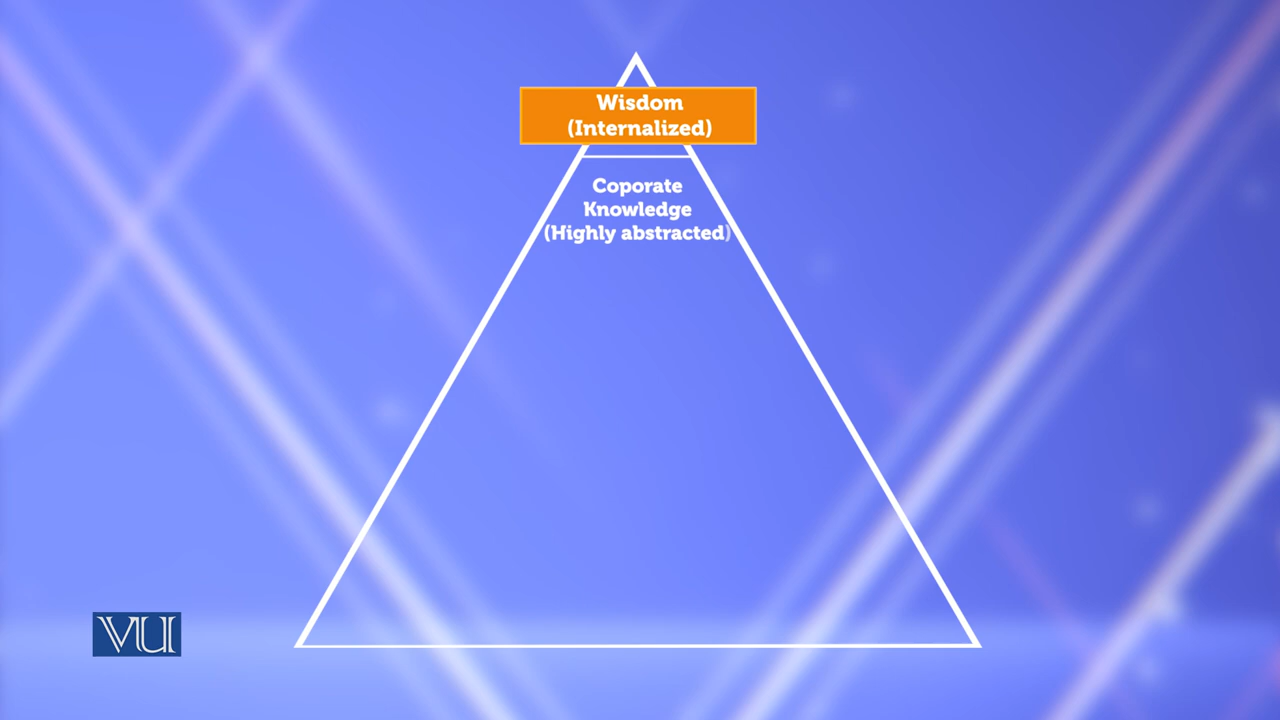 Wisdom
(Internalized)
Coporate
Knowledge
(Highly abstracted)
VU